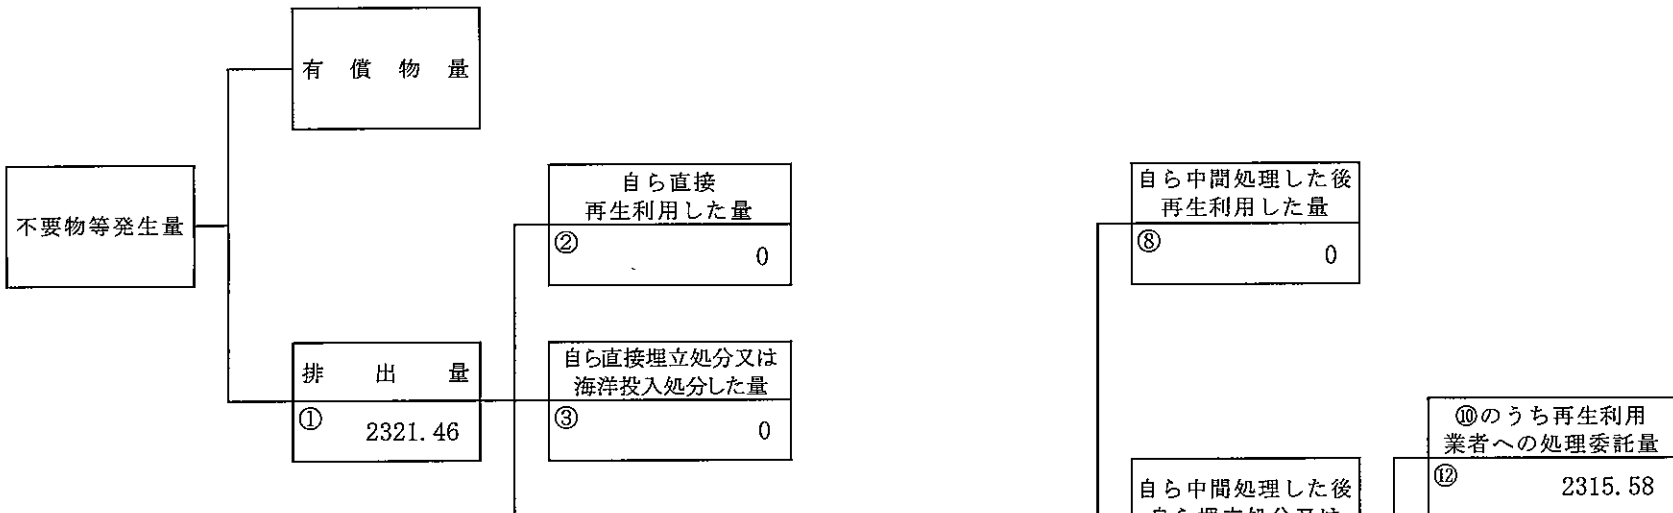 有償物量
不要物等発生量
自ら直接
再生利用した量
②
0
自ら中間処理した後
再生利用した量
⑧
0
排出量
①
2321.46
自ら直接埋立処分又は
海洋投入処分した量
③
0
⑩のうち再生利用
業者への処理委託量
⑫
2315.58
自ら中間処理した後